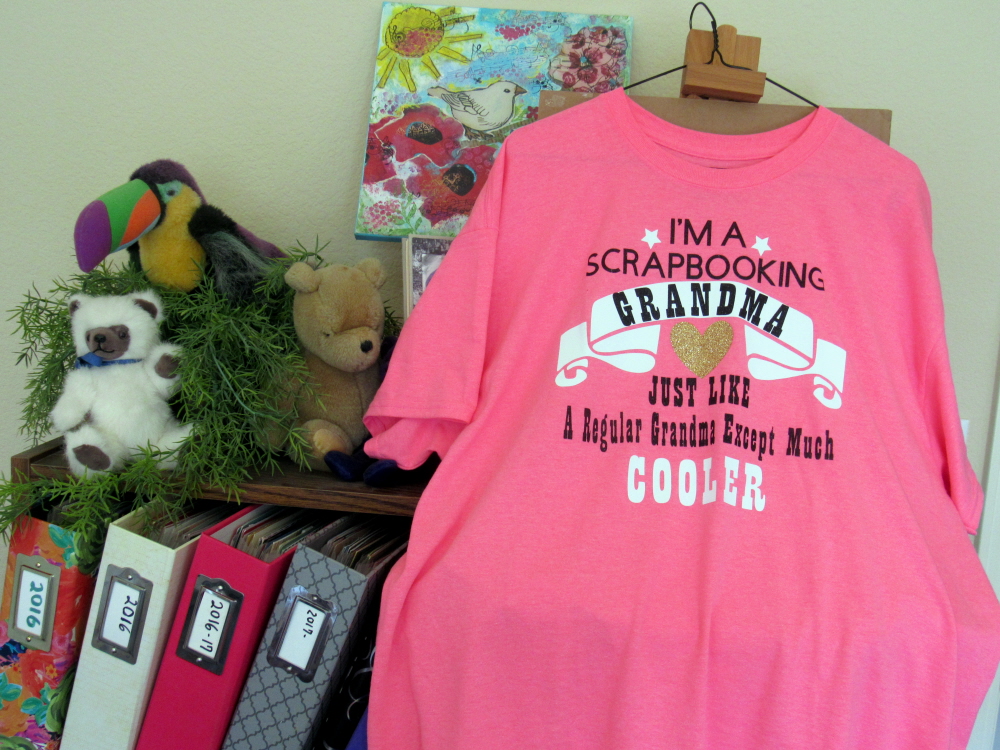 I'M A
SCRAPBOOKING
GRANDMA
JUST LIKE
A Regular Grandma Except Much
COOLER
2016
2016
2016-17
2017-